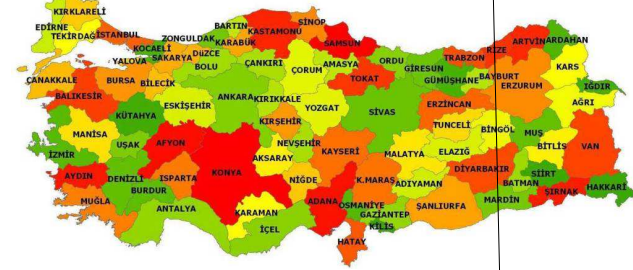 KIRKLARELİ
EDİRNE
TEKİRDAĞ
İSTANBUL
KOCAELİ
YALOVA
SAKARYA
ZONGULDAK
DüZCE
BOLU
BARTIN
KARABÜK
KASTAMONU
SİNOP
SAMSUN
ÇANKIRI
ÇORUM
AMASYA
TOKAT
ORDU
GİRESUN
GÜMÜŞHANE
TRABZON
RİZE
ARTVİN
ARDAHAN
BAYBURT
KARS
IĞDIR
ERZURUM
AĞRI
ÇANAKKALE
BALIKESİR
BURSA
BİLECİK
ESKİŞEHİR
ANKARA
KIRIKKALE
YOZGAT
SİVAS
ERZİNCAN
TUNCELİ
BİNGÖL
MUŞ
BİTLİS
VAN
KÜTAHYA
MANİSA
UŞAK
AFYON
İZMİR
KIRŞEHİR
NEVŞEHİR
AKSARAY
KAYSERİ
MALATYA
ELAZIĞ
DİYARBAKIR
BATMAN
SİİRT
ŞIRNAK
HAKKARİ
AYDIN
DENİZLİ
BURDUR
ISPARTA
KONYA
NİĞDE
K.MARAŞ
ADIYAMAN
ŞANLIURFA
MARDİN
MUĞLA
ANTALYA
KARAMAN
İÇEL
ADANA
OSMANİYE
GAZİANTEP
KİLİS
HATAY